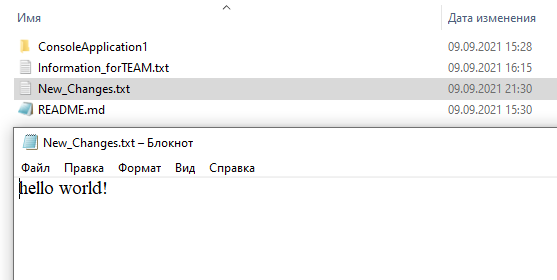 Имя Дата изменения
ConsoleApplication1 09.09.2021 15:28
Information_forTEAM.txt 09.09.2021 16:15
New_Changes.txt 09.09.2021 21:30
README.md 09.09.2021 15:30
New_Changes.txt – Блокнот
Файл Правка Формат Вид Справка
hello world!